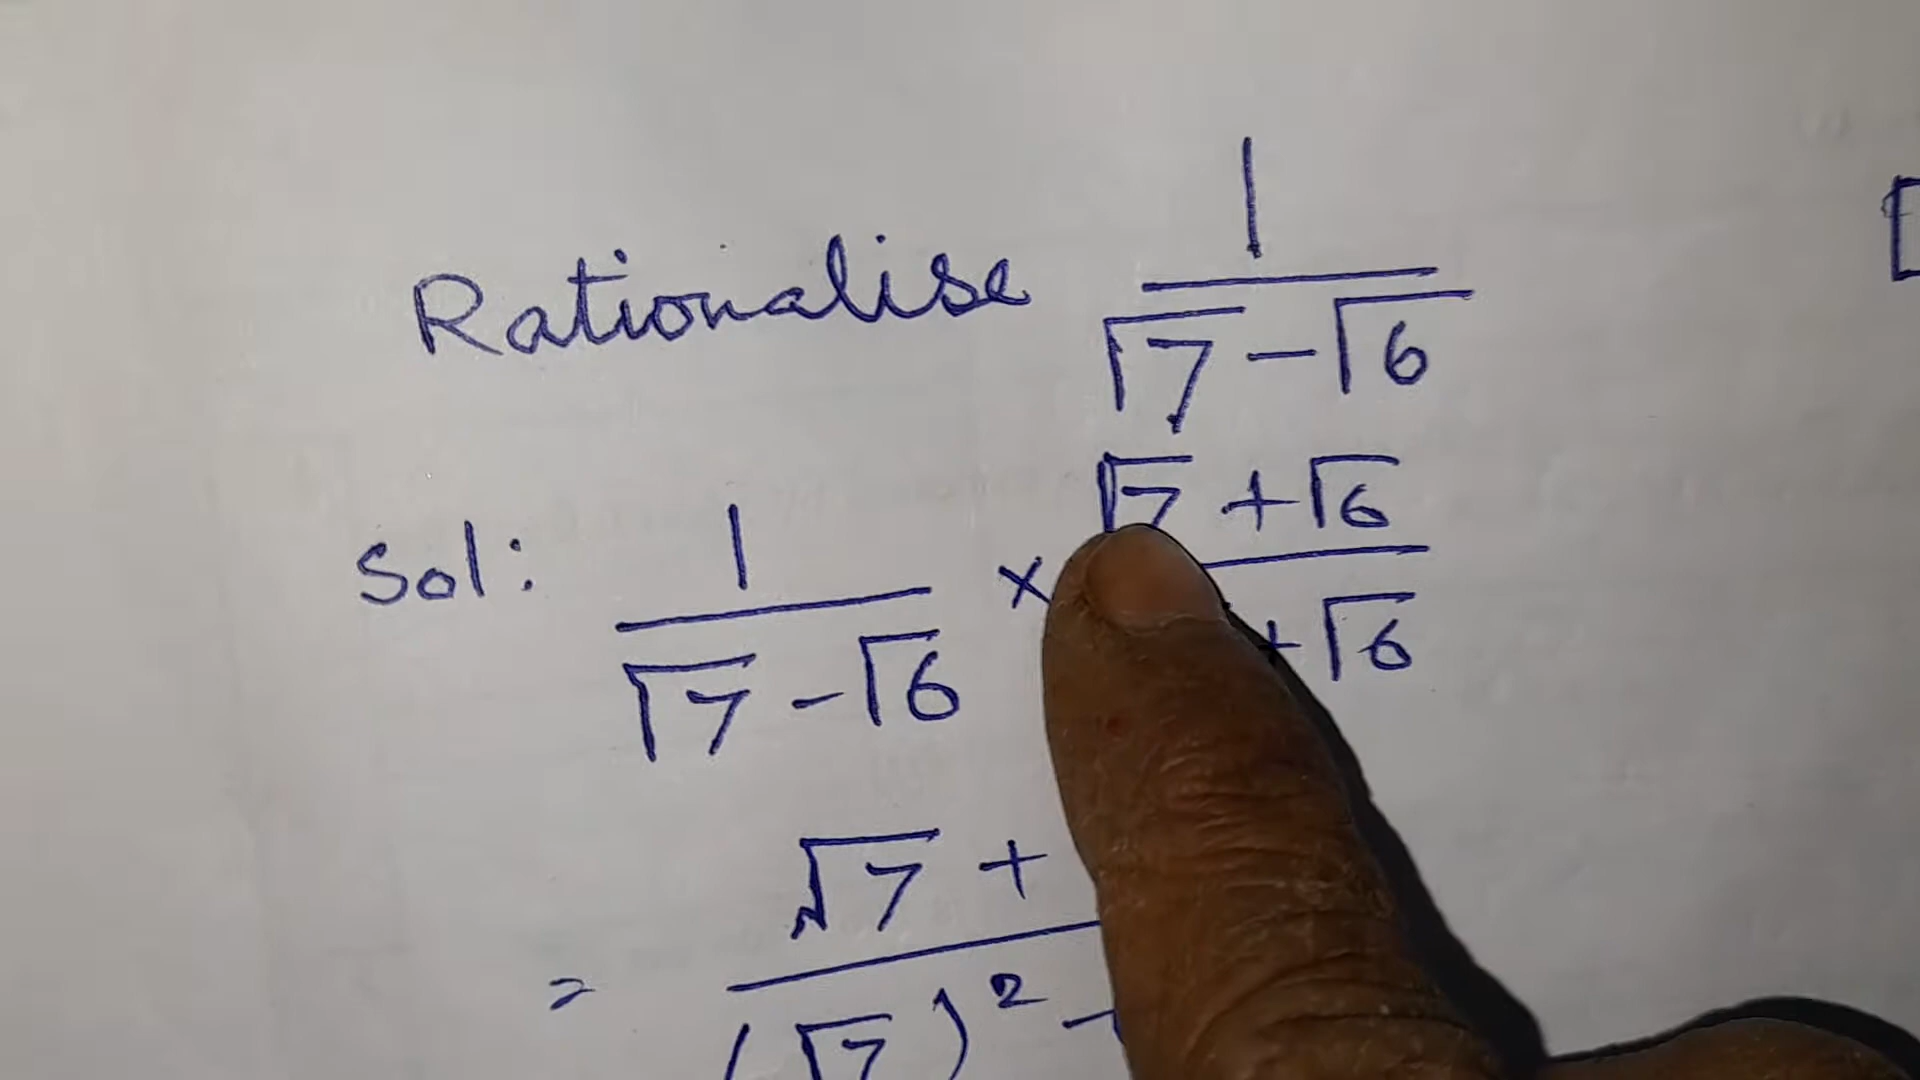 Rationalise 1/(√7 - √6)
Sol: 1/(√7 - √6) × (√7 + √6)/( + √6)
= √7 +
(√7)² -